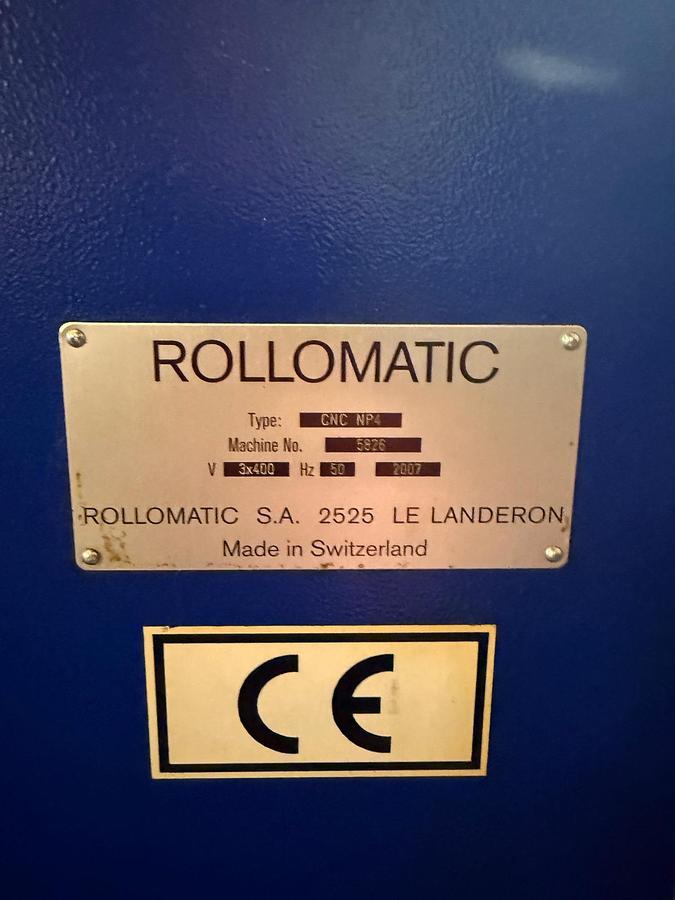 ROLLOMATIC
Type: CNC NP4
Machine No. 5826
V 3x400 Hz 50 2007
ROLLOMATIC S.A. 2525 LE LANDERON
Made in Switzerland
CE